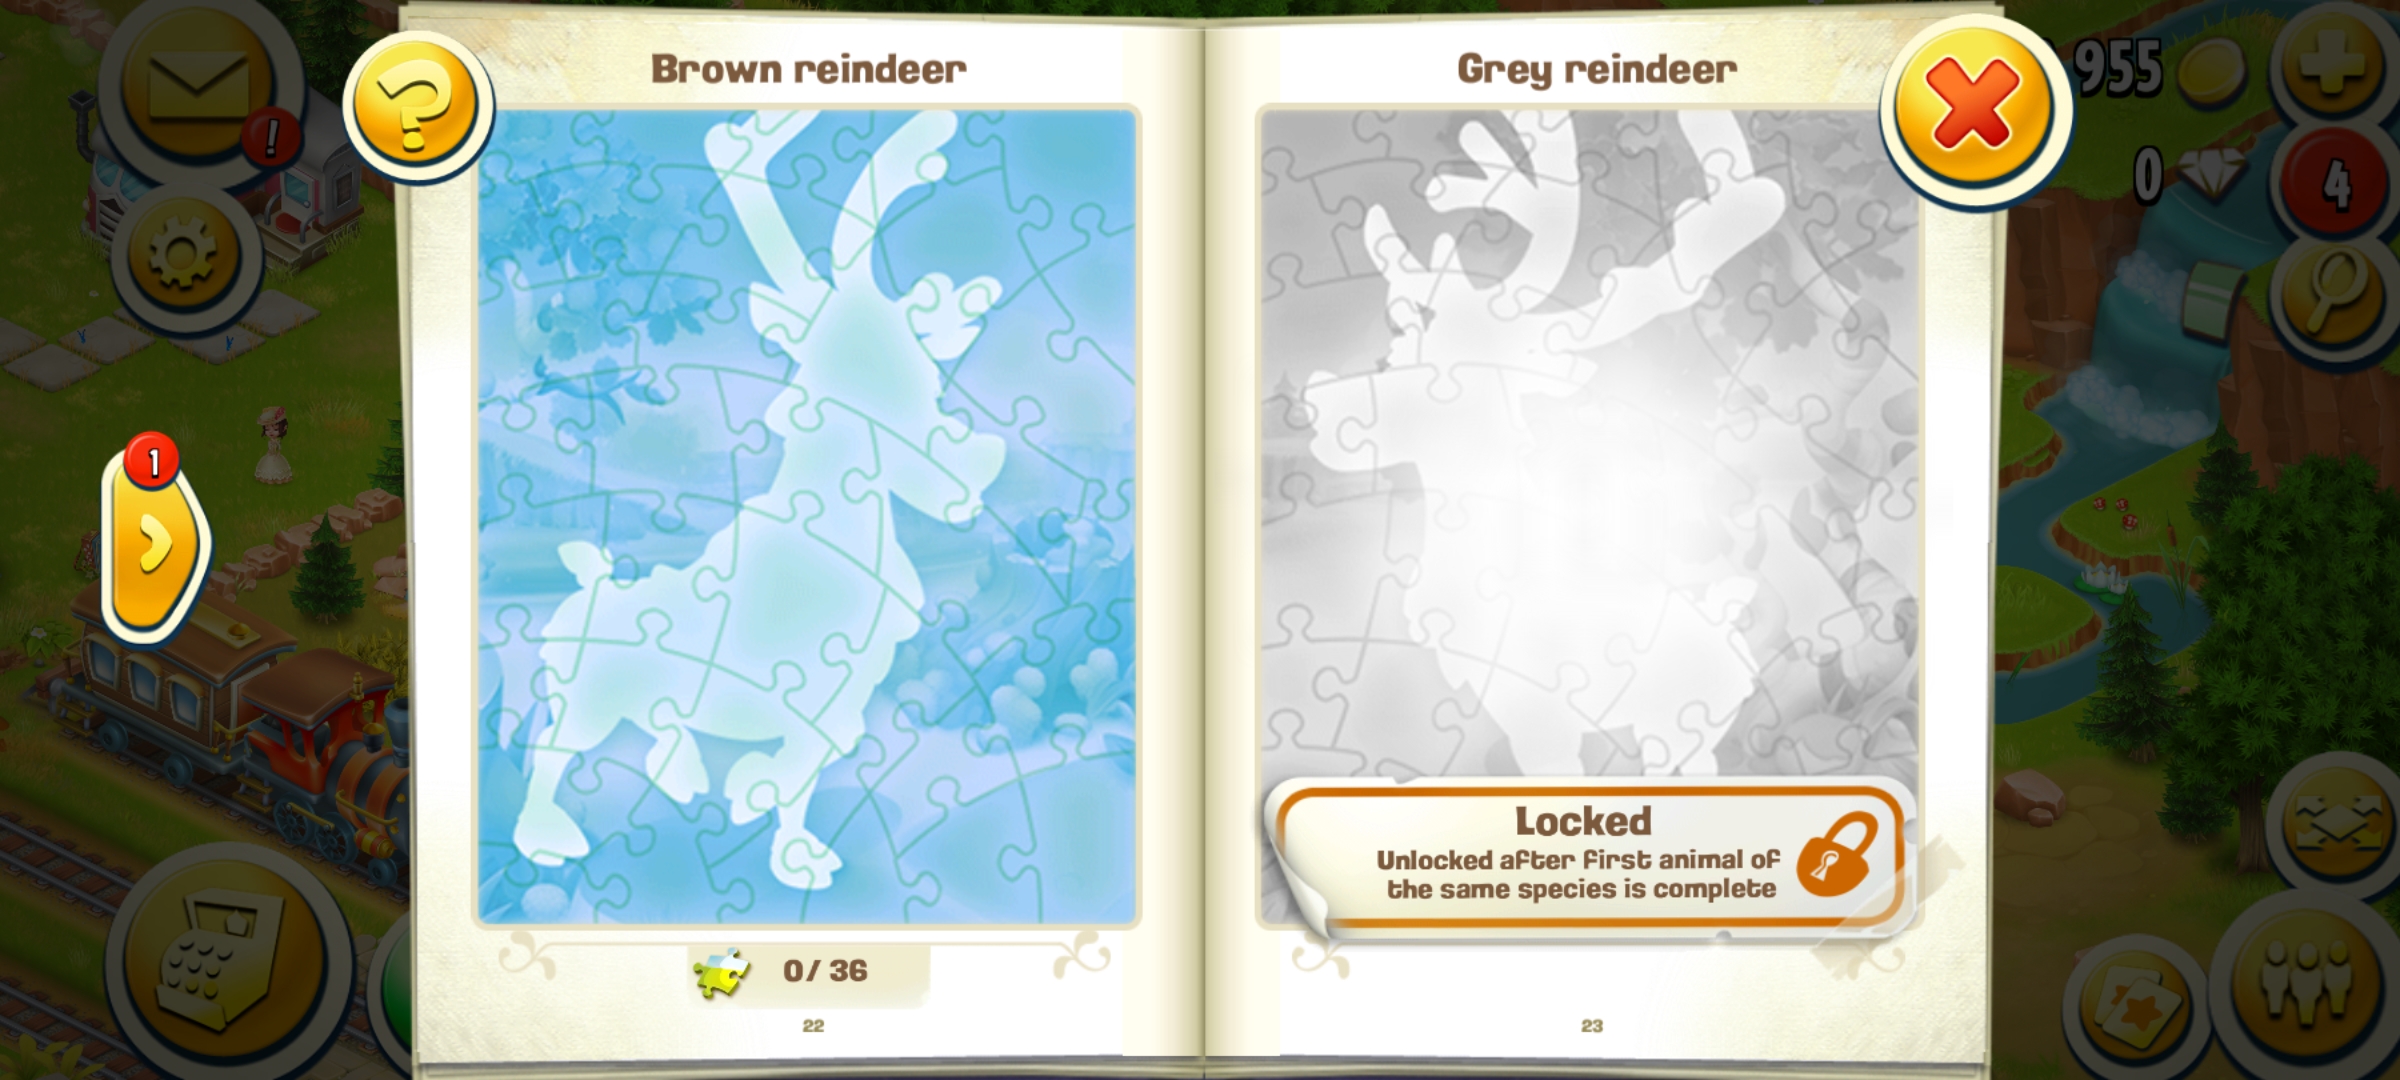 Brown reindeer
Grey reindeer
955
0
!
4
1
Locked
Unlocked after first animal of
the same species is complete
0/ 36
22
23